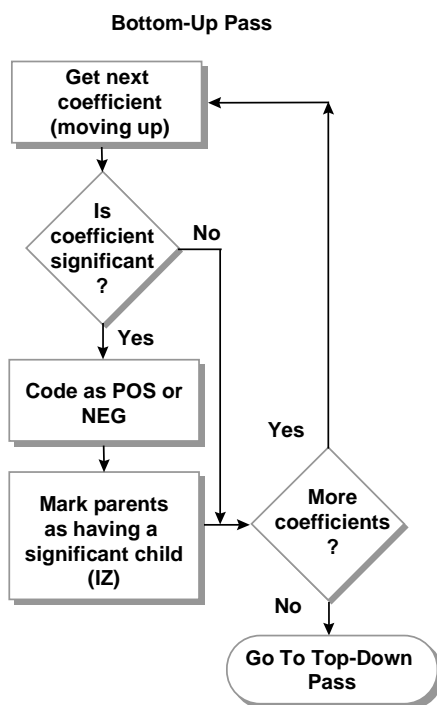 Bottom-Up Pass
Get next
coefficient
(moving up)
Is
coefficient
significant
?
No
Yes
Code as POS or
NEG
Mark parents
as having a
significant child
(IZ)
Yes
More
coefficients
?
No
Go To Top-Down
Pass